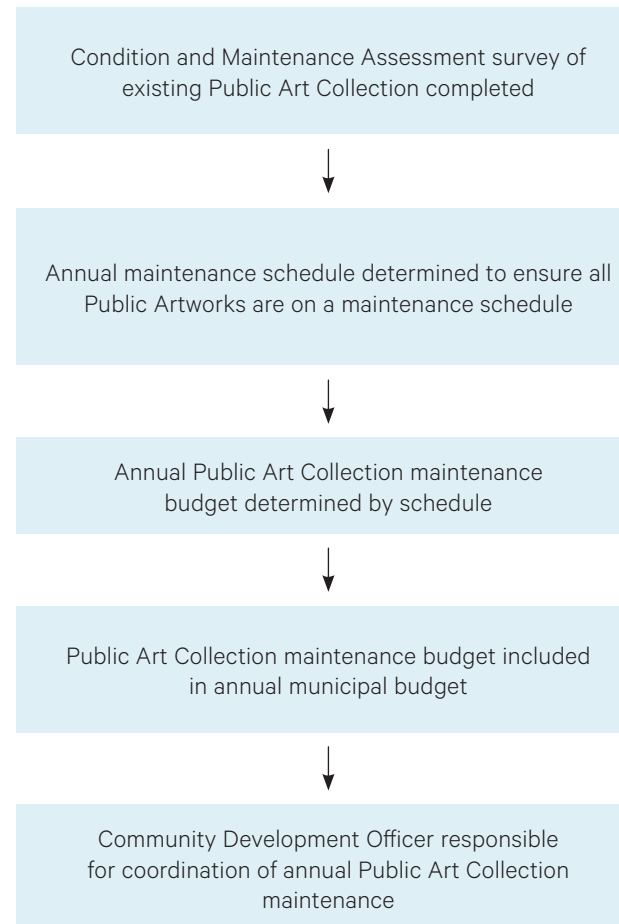 Condition and Maintenance Assessment survey of
existing Public Art Collection completed
Annual maintenance schedule determined to ensure all
Public Artworks are on a maintenance schedule
Annual Public Art Collection maintenance
budget determined by schedule
Public Art Collection maintenance budget included
in annual municipal budget
Community Development Officer responsible
for coordination of annual Public Art Collection
maintenance